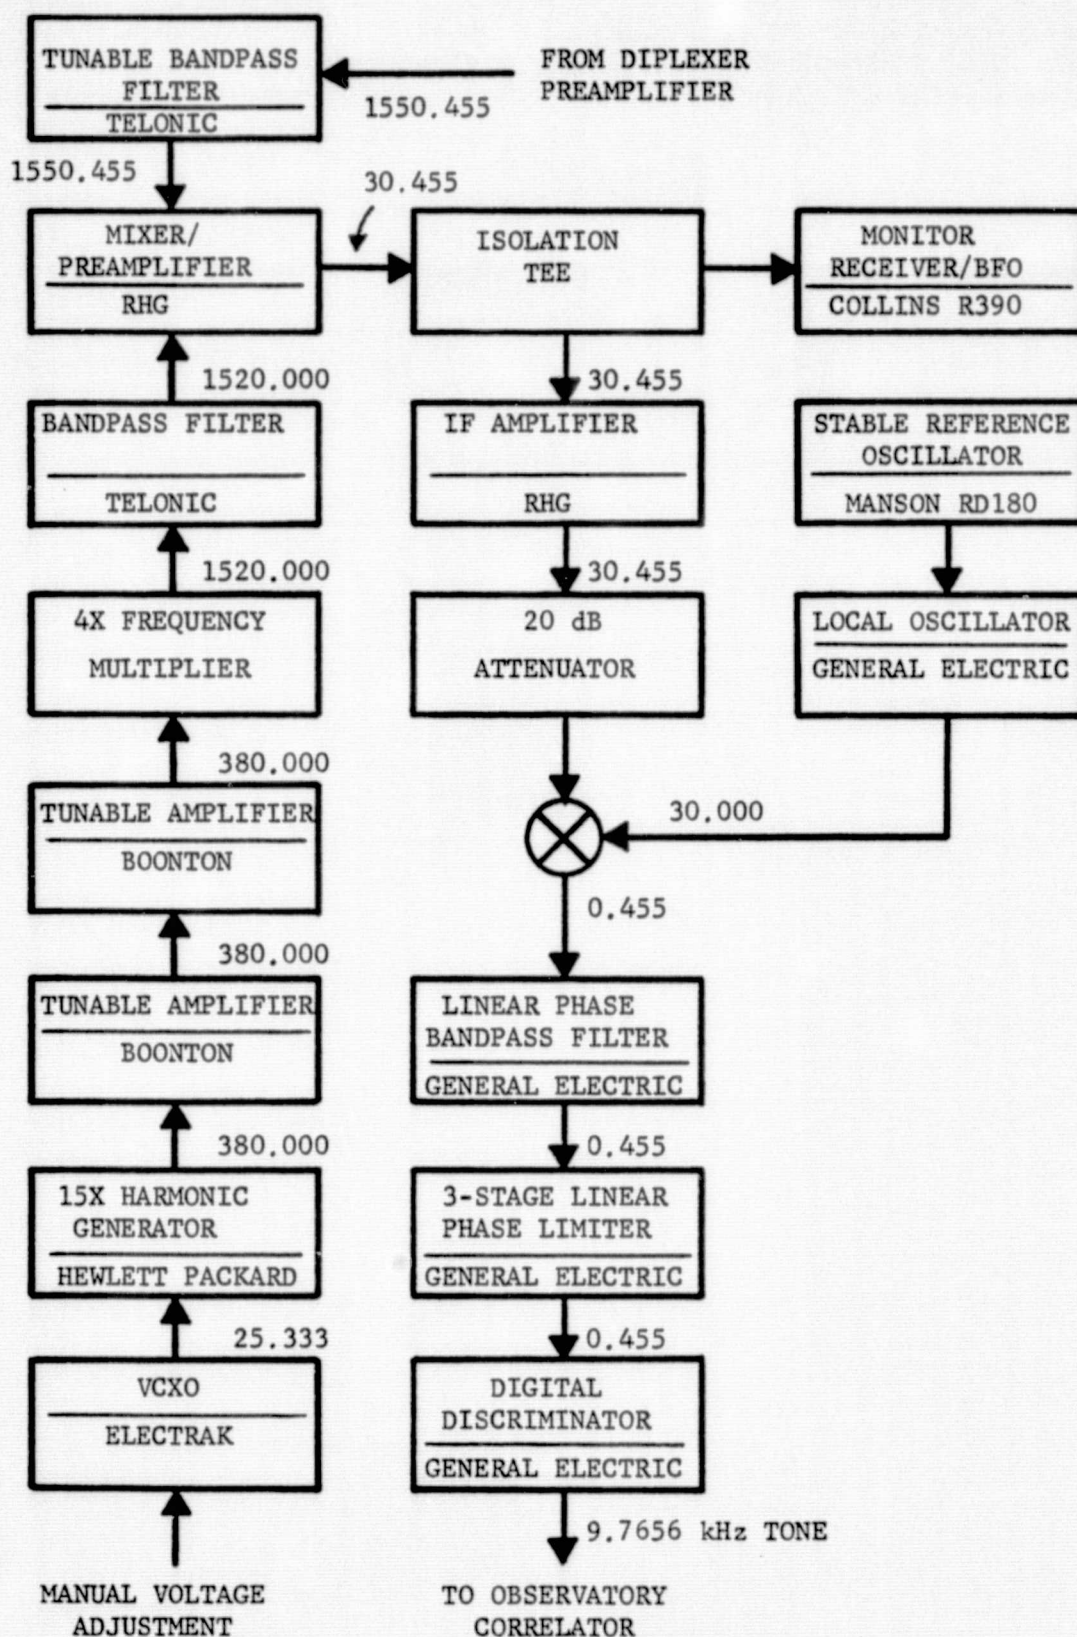 TUNABLE BANDPASS
FILTER
TELONIC
FROM DIPLEXER
PREAMPLIFIER
1550.455
1550.455
30.455
MIXER/
PREAMPLIFIER
RHG
ISOLATION
TEE
MONITOR
RECEIVER/BFO
COLLINS R390
1520.000
30.455
BANDPASS FILTER
TELONIC
IF AMPLIFIER
RHG
STABLE REFERENCE
OSCILLATOR
MANSON RD180
1520.000
30.455
4X FREQUENCY
MULTIPLIER
20 dB
ATTENUATOR
LOCAL OSCILLATOR
GENERAL ELECTRIC
380.000
30.000
TUNABLE AMPLIFIER
BOONTON
0.455
380.000
TUNABLE AMPLIFIER
BOONTON
LINEAR PHASE
BANDPASS FILTER
GENERAL ELECTRIC
380.000
0.455
15X HARMONIC
GENERATOR
HEWLETT PACKARD
3-STAGE LINEAR
PHASE LIMITER
GENERAL ELECTRIC
25.333
0.455
VCXO
ELECTRAK
DIGITAL
DISCRIMINATOR
GENERAL ELECTRIC
9.7656 kHz TONE
MANUAL VOLTAGE
ADJUSTMENT
TO OBSERVATORY
CORRELATOR